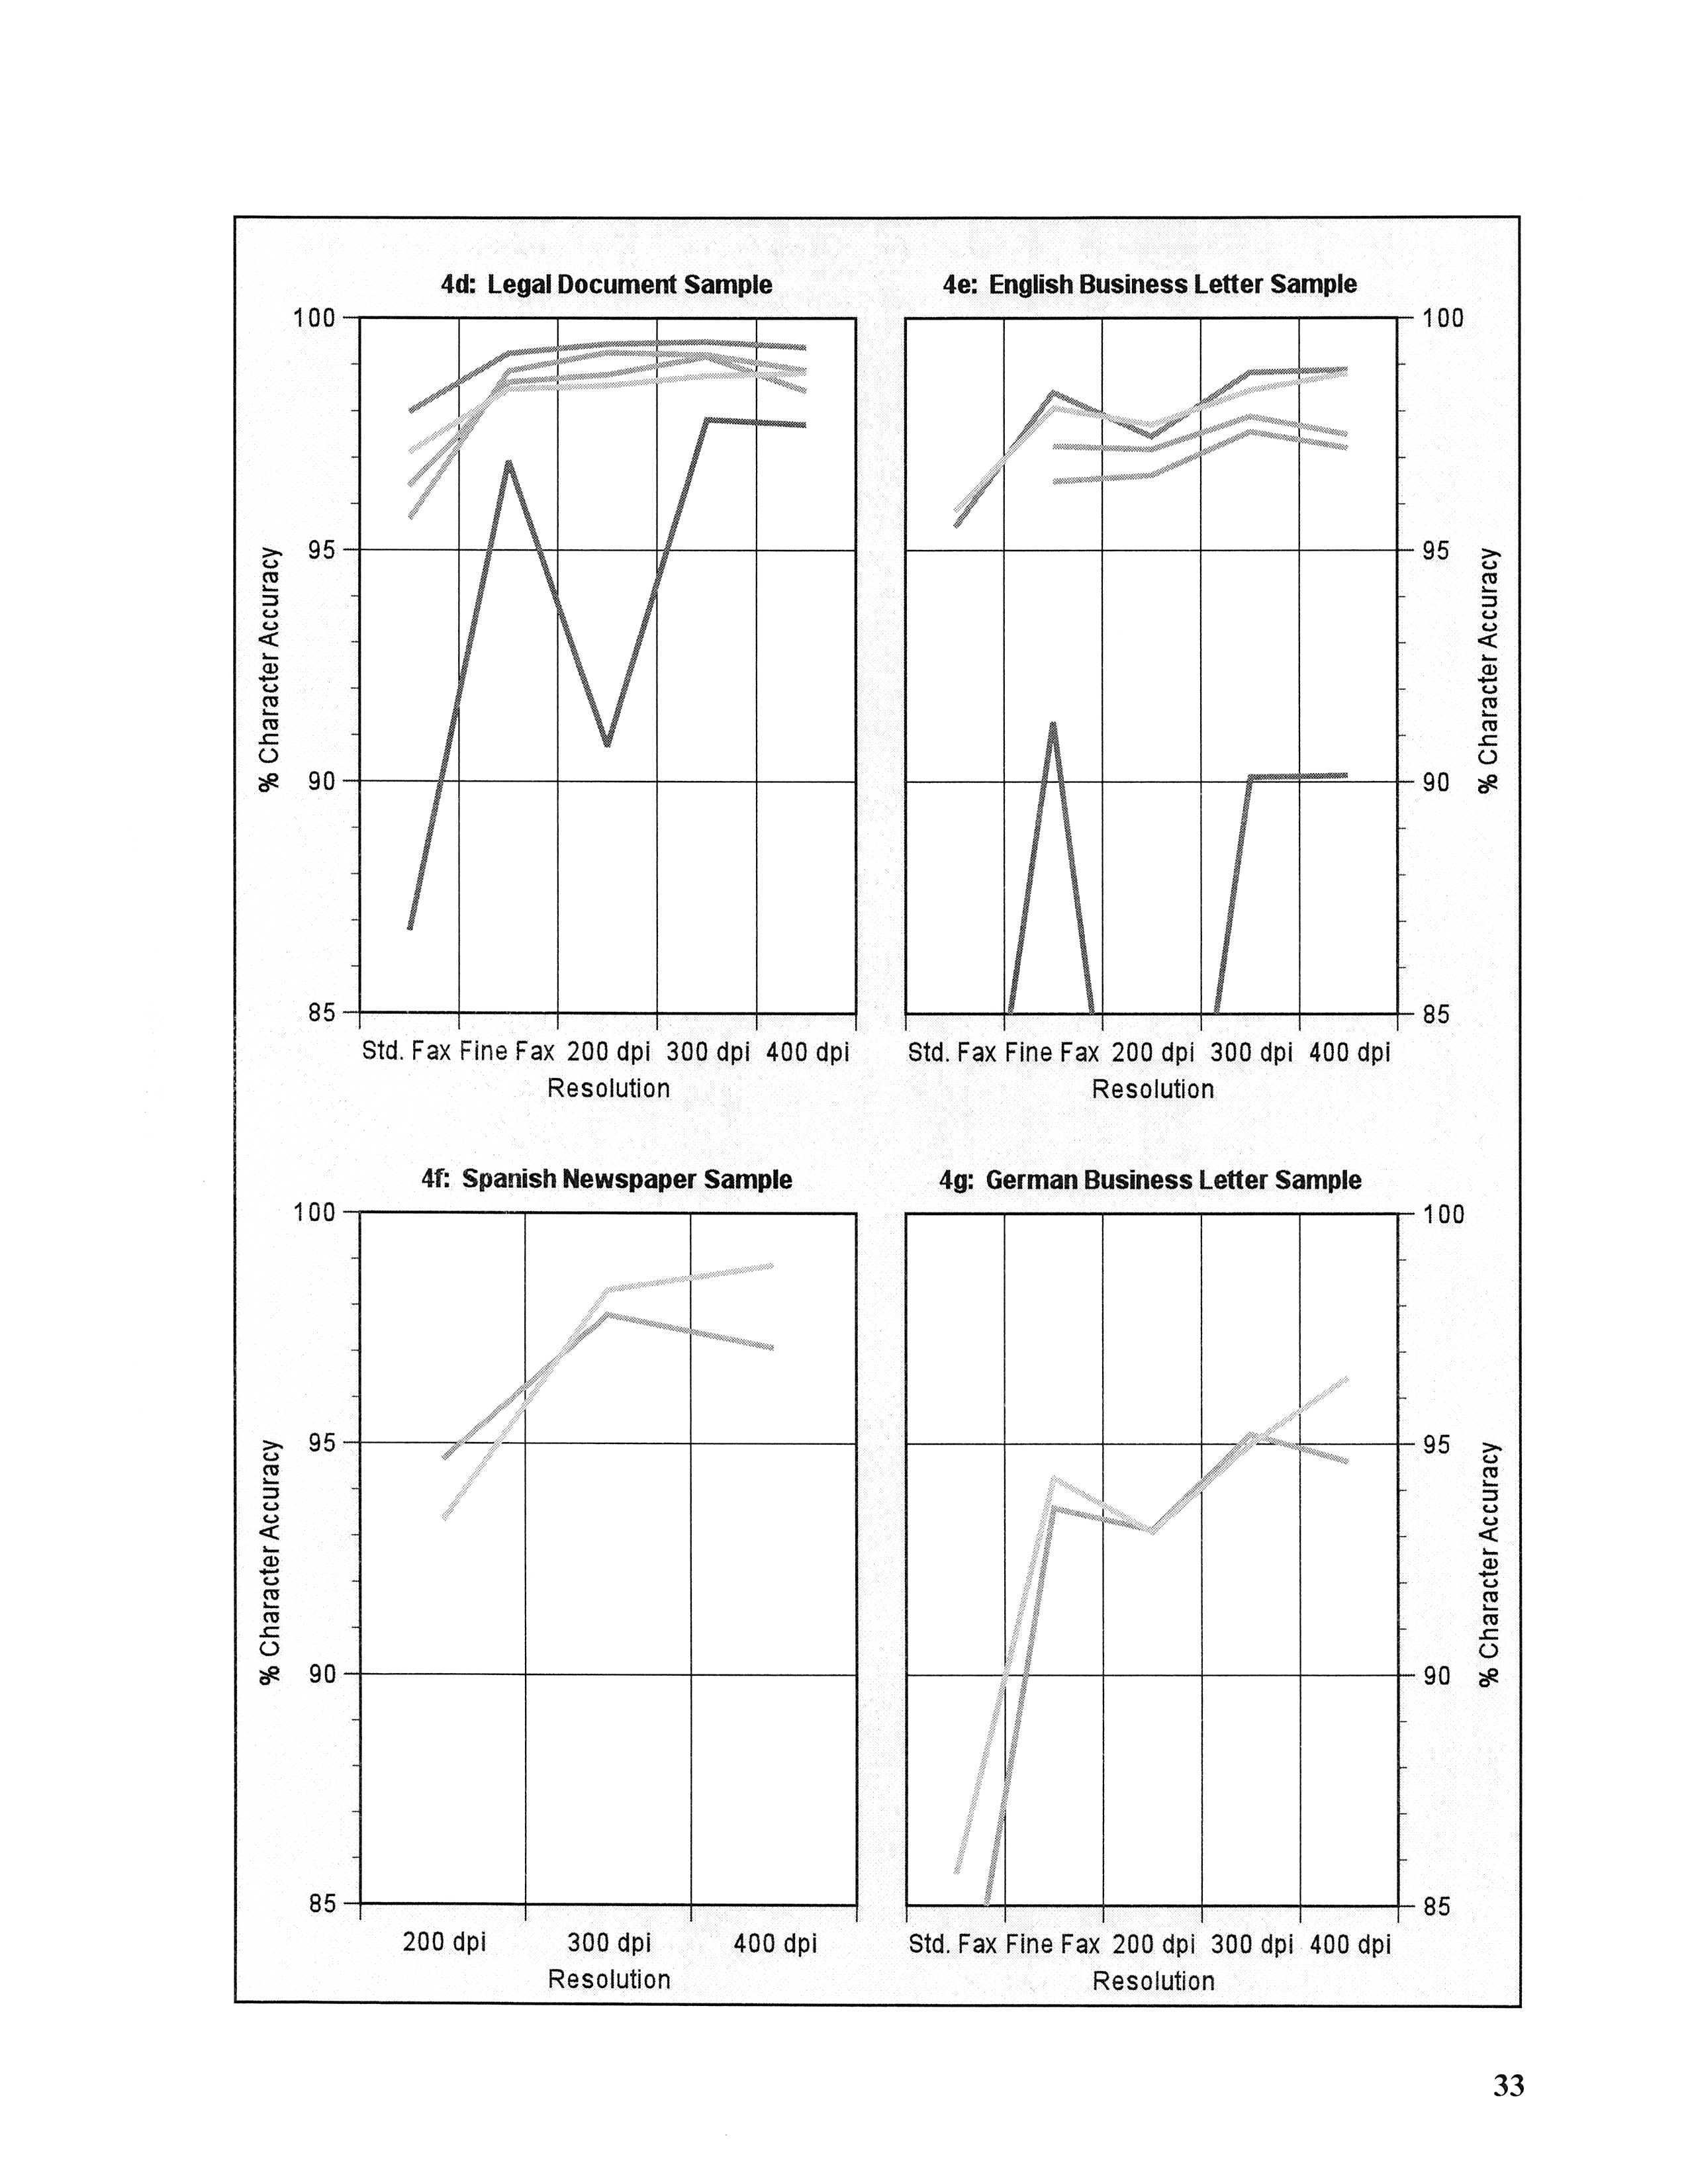 4d: Legal Document Sample
100
95
90
85
% Character Accuracy
Std. Fax Fine Fax 200 dpi 300 dpi 400 dpi
Resolution
4e: English Business Letter Sample
100
95
90
85
% Character Accuracy
Std. Fax Fine Fax 200 dpi 300 dpi 400 dpi
Resolution
4f: Spanish Newspaper Sample
100
95
90
85
% Character Accuracy
200 dpi 300 dpi 400 dpi
Resolution
4g: German Business Letter Sample
100
95
90
85
% Character Accuracy
Std. Fax Fine Fax 200 dpi 300 dpi 400 dpi
Resolution
33